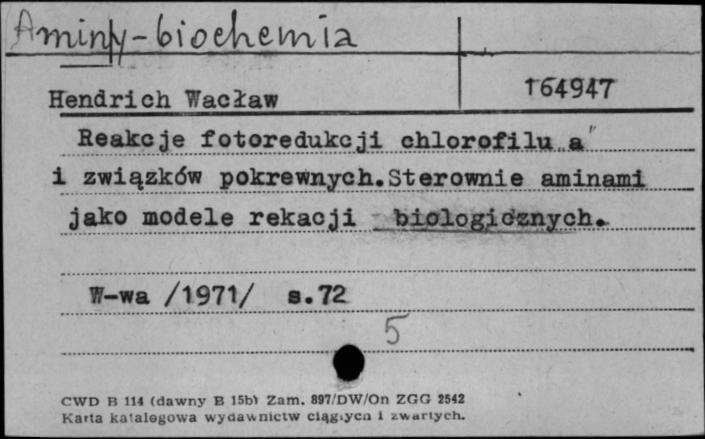 Aminy-biochemia
164947
Hendrich Wacław
Reakcje fotoredukcji chlorofilu a"
i związków pokrewnych.Sterownie aminami
jako modele rekacji biologicznych.
W-wa /1971/ s.72
5
CWD B 114 (dawny B 15b) Zam. 897/DW/On ZGG 2542
Karta katalogowa wydawnictw ciągłych i zwartych.